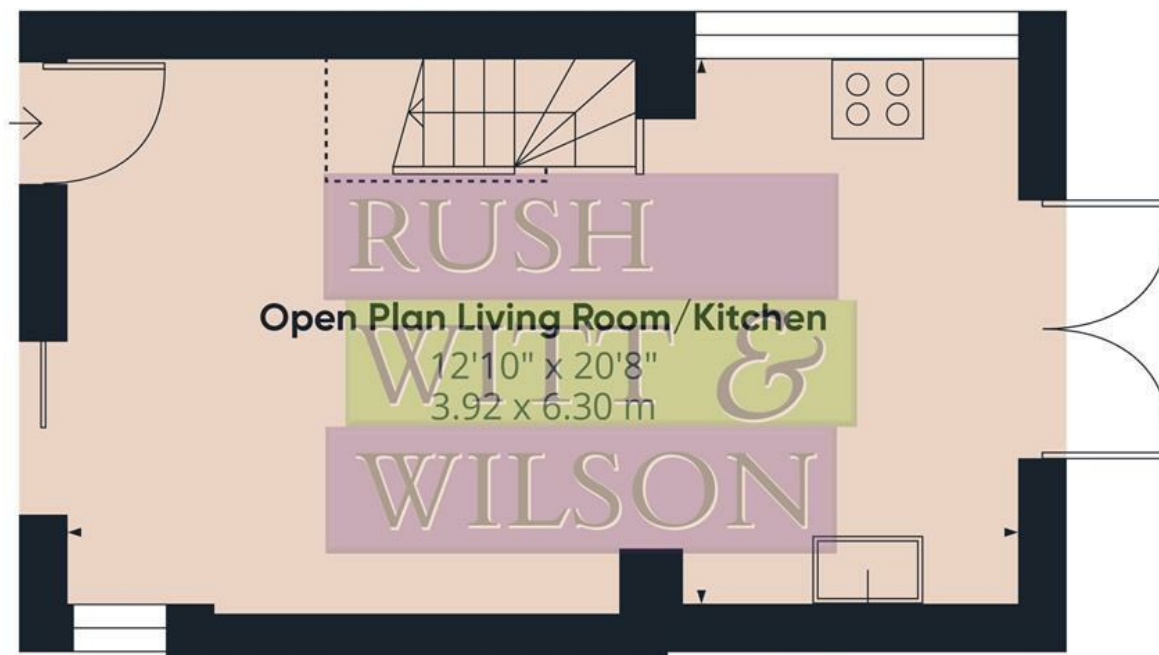 RUSH
Open Plan Living Room/Kitchen
WITT &
12'10" x 20'8"
3.92 x 6.30 m
WILSON